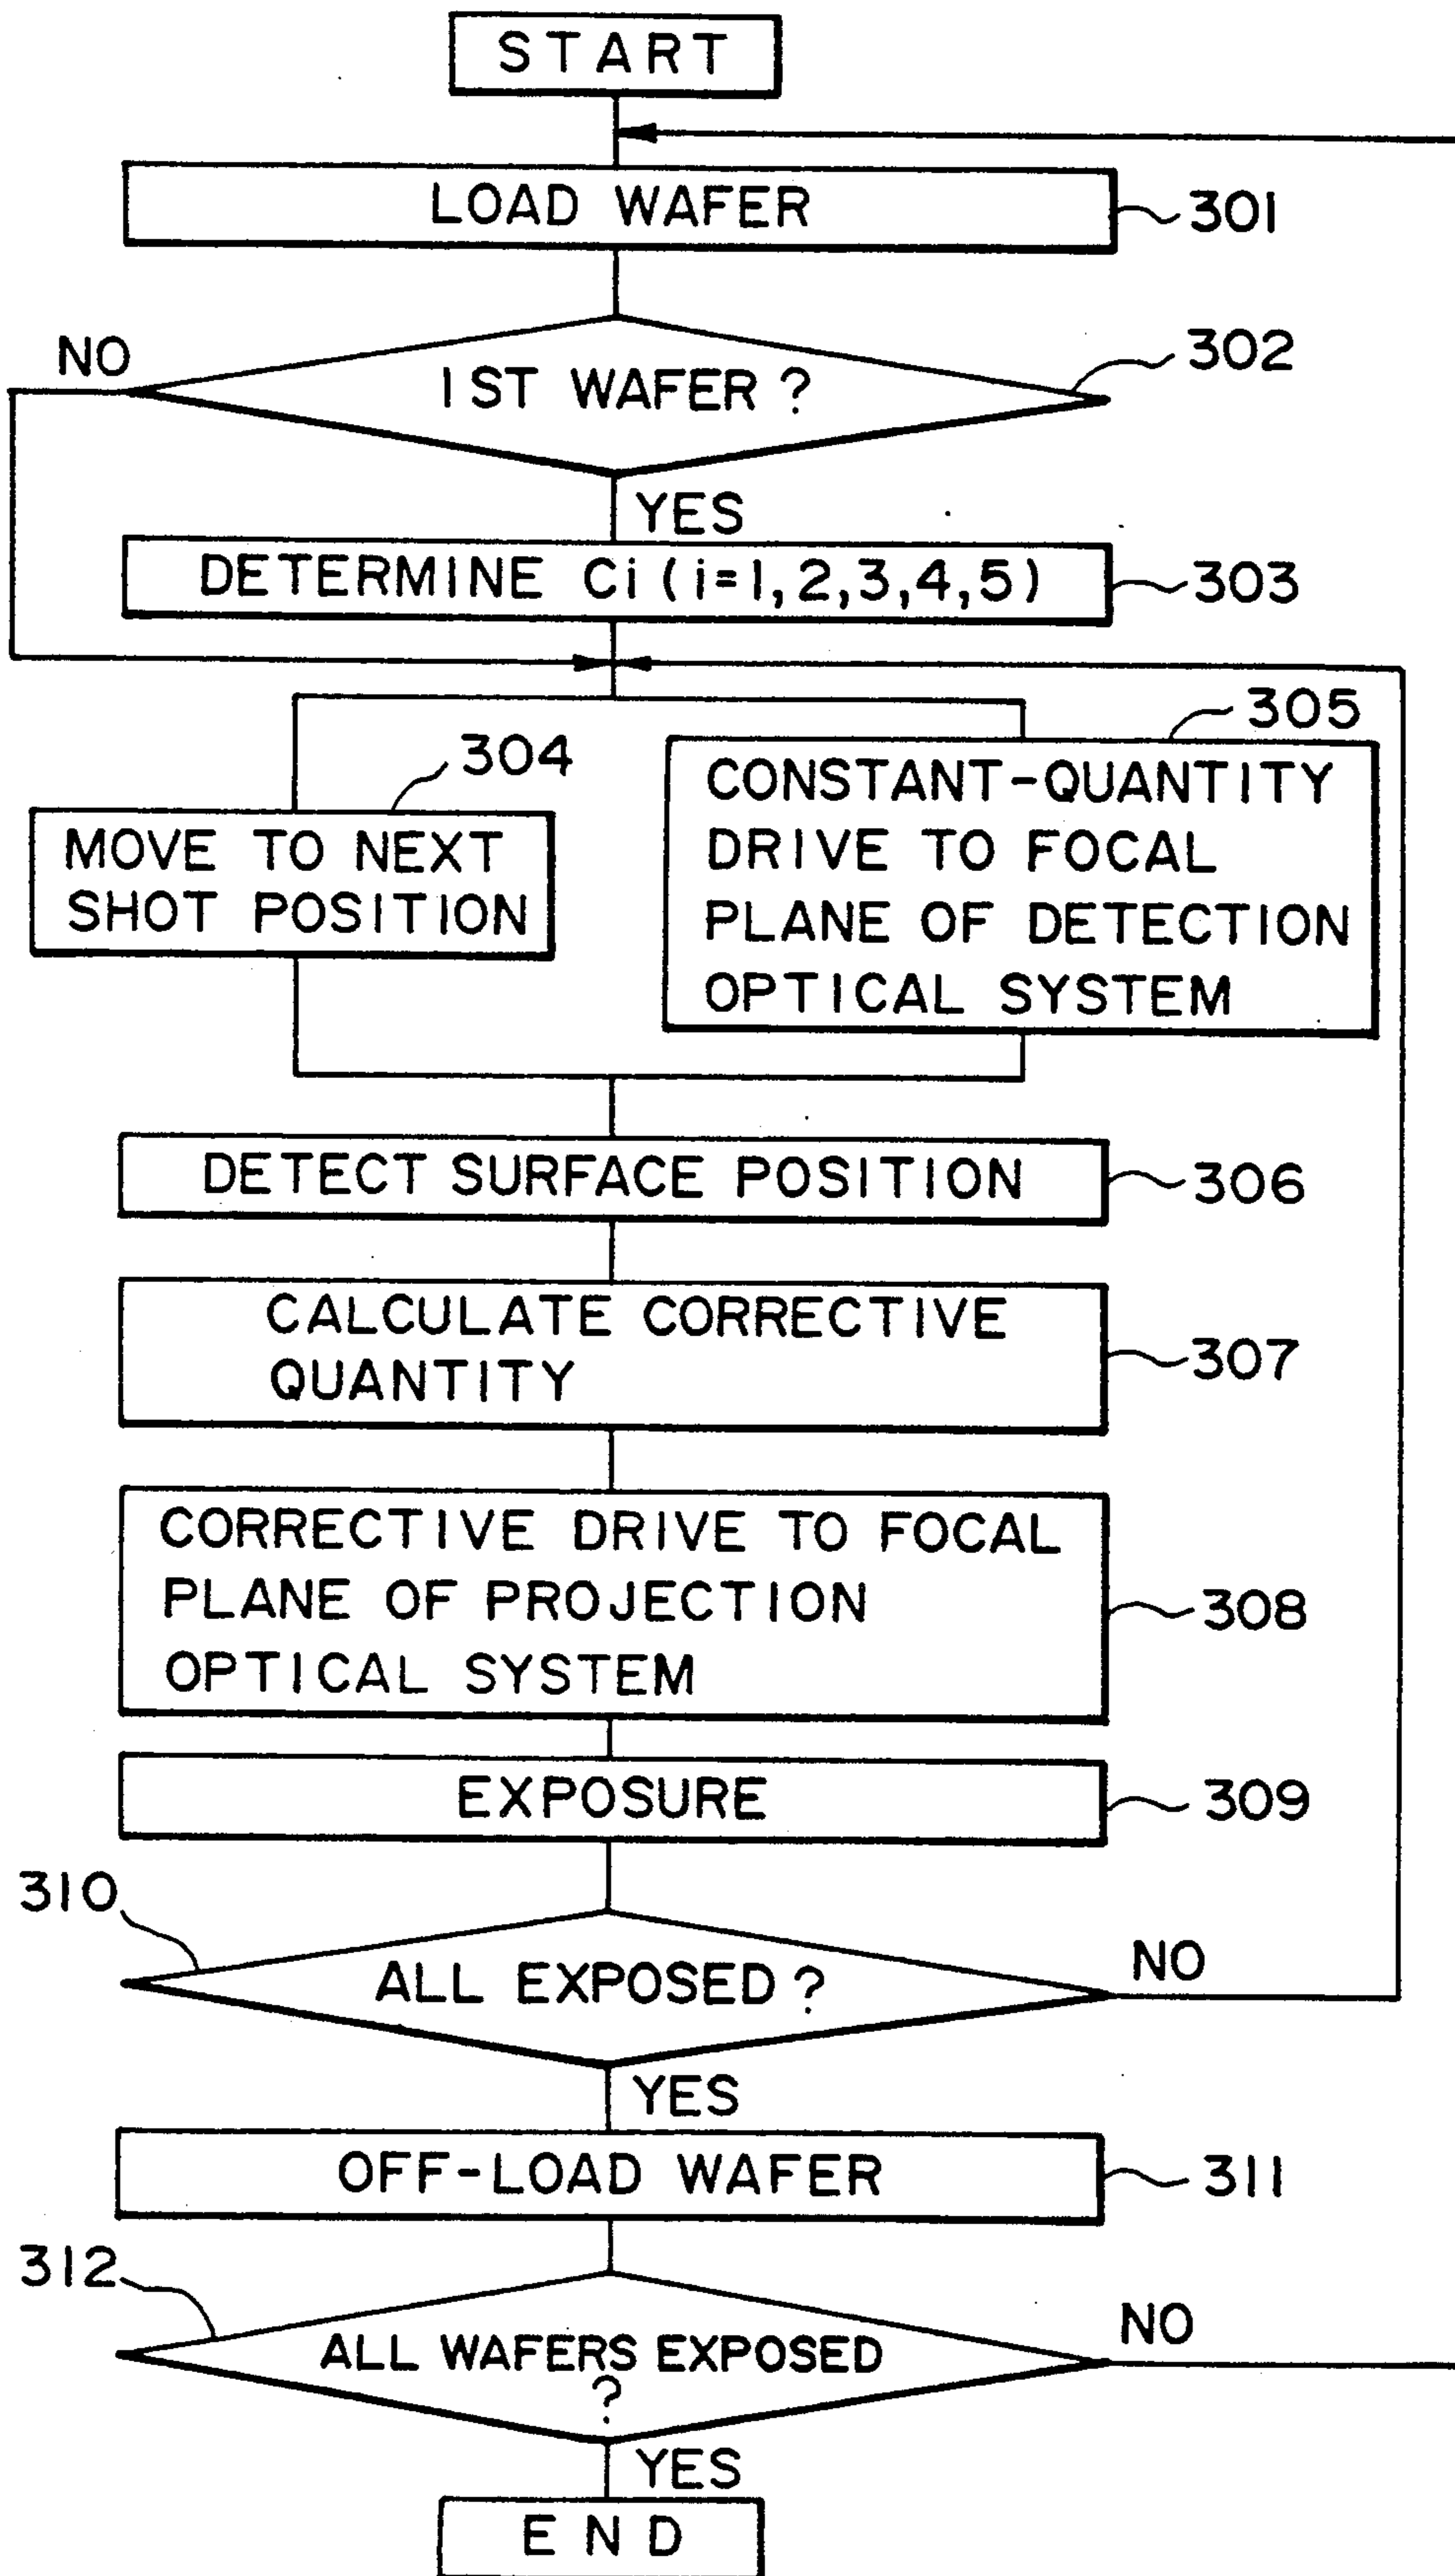 START
LOAD WAFER
301
NO
1ST WAFER ?
302
YES
DETERMINE Ci (i=1,2,3,4,5)
303
304
MOVE TO NEXT
SHOT POSITION
305
CONSTANT-QUANTITY
DRIVE TO FOCAL
PLANE OF DETECTION
OPTICAL SYSTEM
DETECT SURFACE POSITION
306
CALCULATE CORRECTIVE
QUANTITY
307
CORRECTIVE DRIVE TO FOCAL
PLANE OF PROJECTION
OPTICAL SYSTEM
308
EXPOSURE
309
310
ALL EXPOSED ?
NO
YES
OFF-LOAD WAFER
311
312
ALL WAFERS EXPOSED
?
NO
YES
END